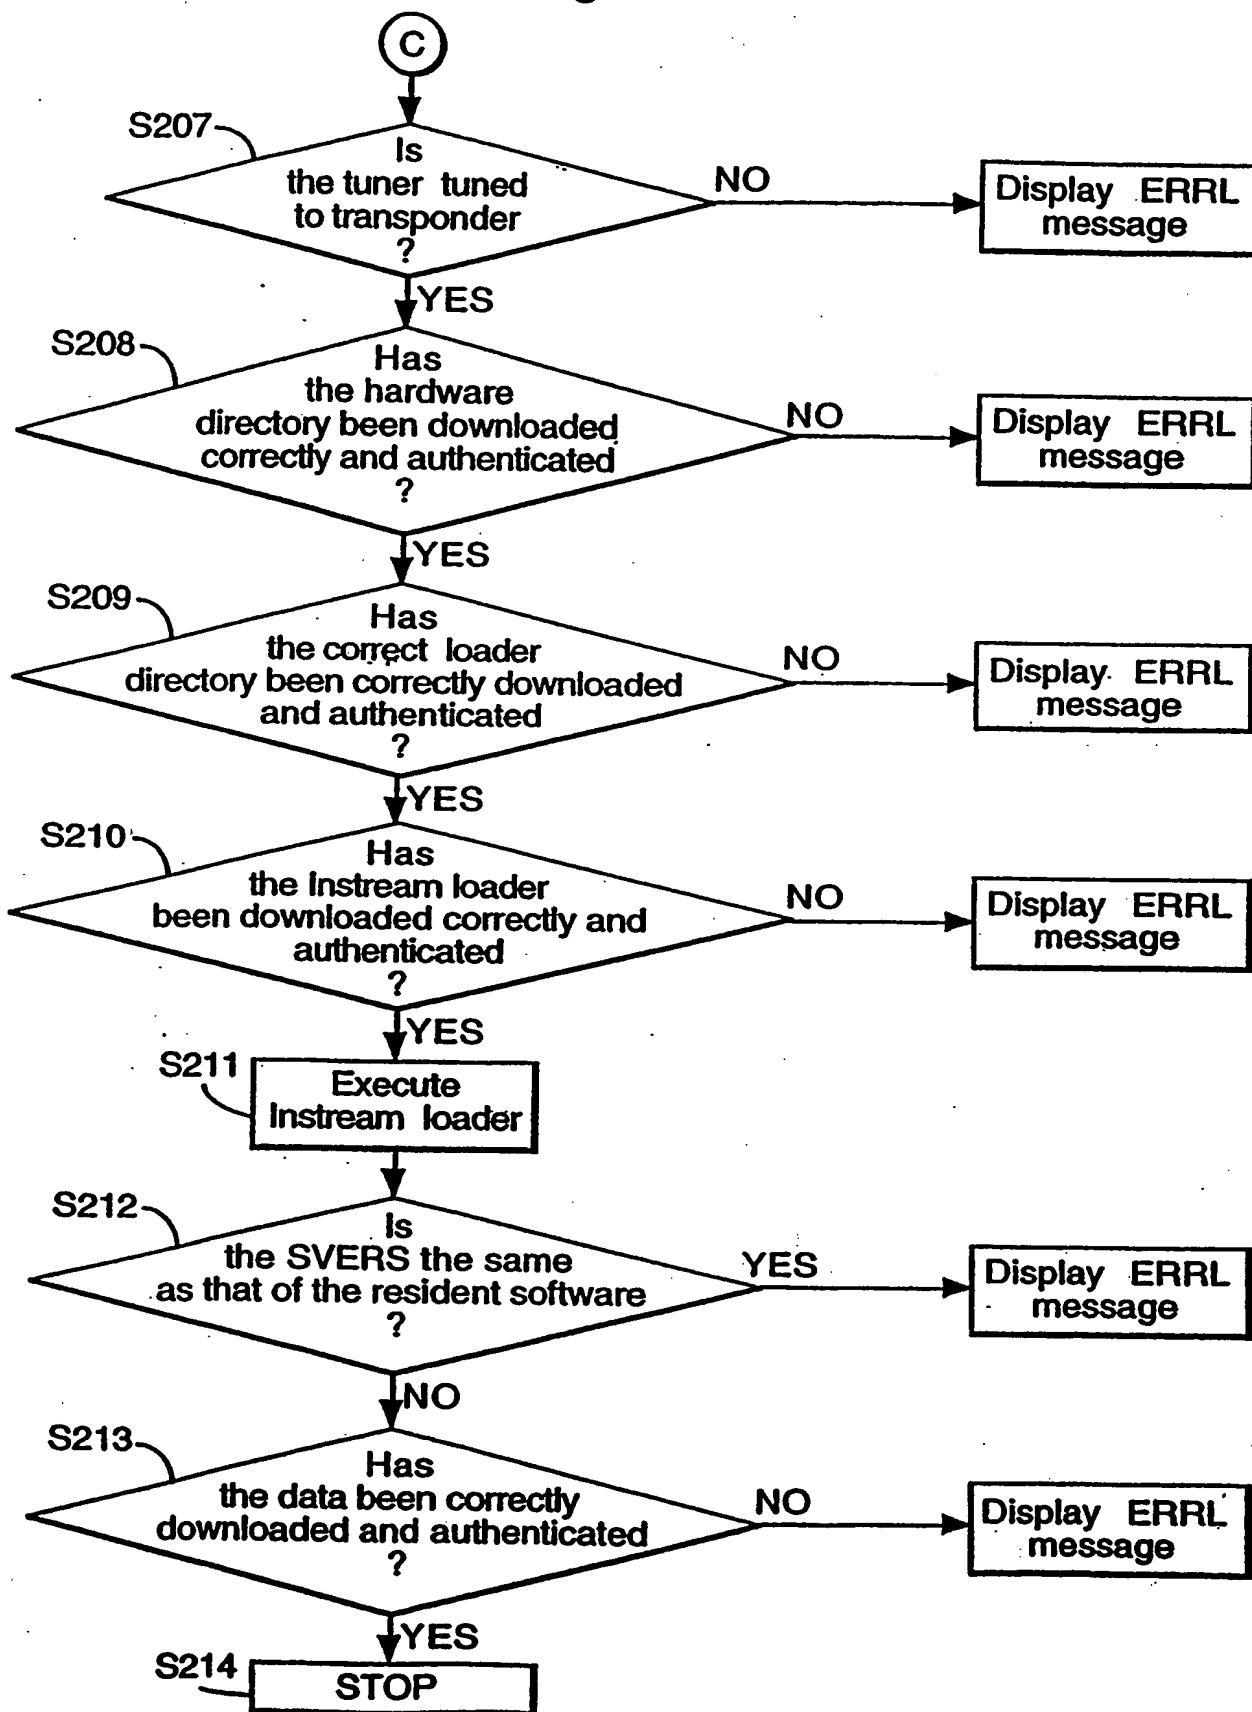 C
S207
Is
the tuner tuned
to transponder
?
NO
Display ERRL
message
YES
S208
Has
the hardware
directory been downloaded
correctly and authenticated
?
NO
Display ERRL
message
YES
S209
Has
the correct loader
directory been correctly downloaded
and authenticated
?
NO
Display ERRL
message
YES
S210
Has
the Instream loader
been downloaded correctly and
authenticated
?
NO
Display ERRL
message
YES
S211
Execute
Instream loader
S212
Is
the SVERS the same
as that of the resident software
?
YES
Display ERRL
message
NO
S213
Has
the data been correctly
downloaded and authenticated
?
NO
Display ERRL
message
YES
S214
STOP